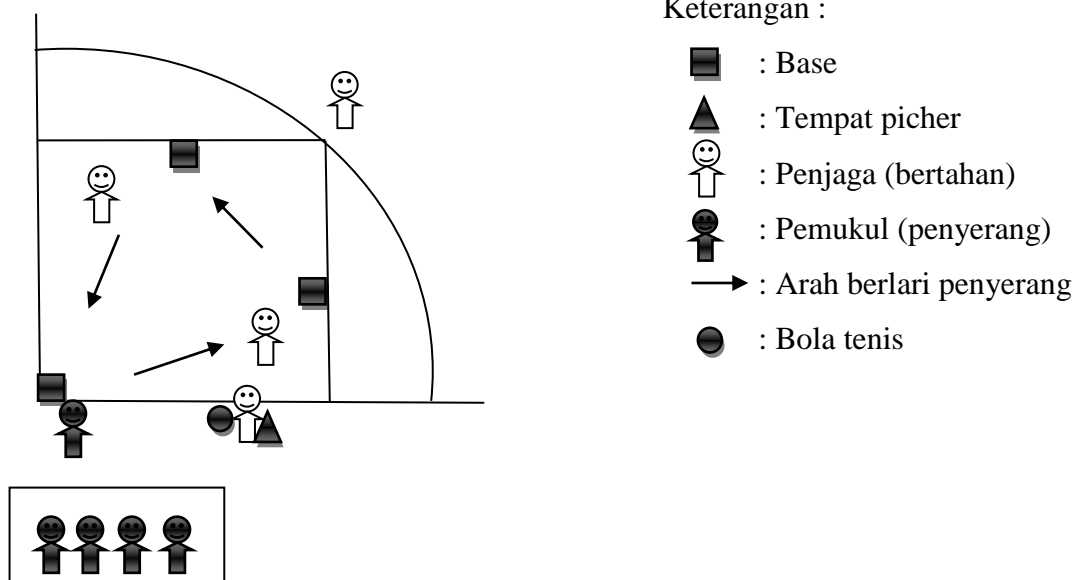 Keterangan :
: Base
: Tempat picher
: Penjaga (bertahan)
: Pemukul (penyerang)
: Arah berlari penyerang
: Bola tenis